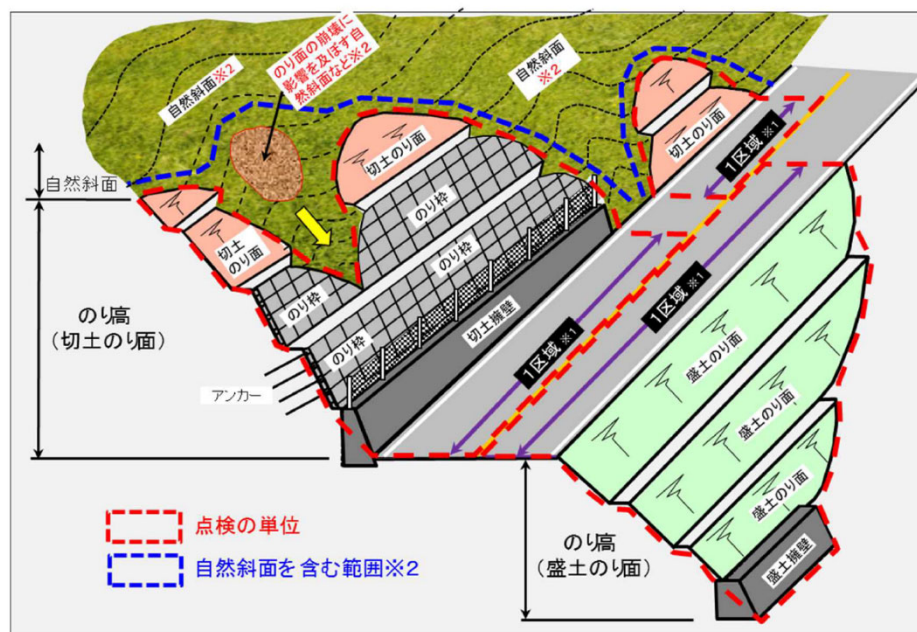 のり面の崩壊に
影響を及ぼす自
然斜面など※2
自然斜面※2
自然斜面
※2
切土のり面
切土のり面
1区域 ※1
自然斜面
のり枠
切土
のり面
のり枠
のり高
(切土のり面)
のり枠
のり枠
切土擁壁
1区域 ※1
1区域 ※1
盛土のり面
アンカー
盛土のり面
盛土のり面
点検の単位
自然斜面を含む範囲※2
のり高
(盛土のり面)
盛土擁壁